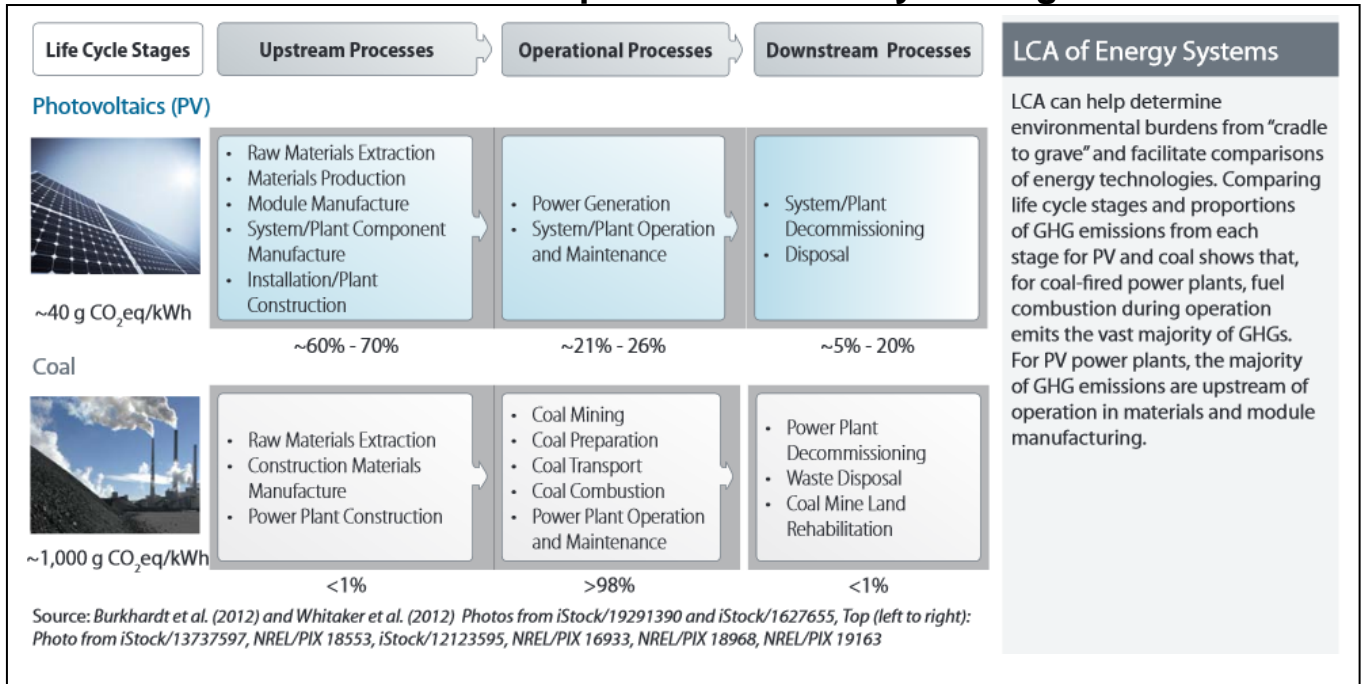 Life Cycle Stages
Upstream Processes
Operational Processes
Downstream Processes
Photovoltaics (PV)
~40 g CO₂eq/kWh
• Raw Materials Extraction
• Materials Production
• Module Manufacture
• System/Plant Component
Manufacture
• Installation/Plant
Construction
~60% - 70%
• Power Generation
• System/Plant Operation
and Maintenance
~21% - 26%
• System/Plant
Decommissioning
• Disposal
~5% - 20%
Coal
~1,000 g CO₂eq/kWh
• Raw Materials Extraction
• Construction Materials
Manufacture
• Power Plant Construction
<1%
• Coal Mining
• Coal Preparation
• Coal Transport
• Coal Combustion
• Power Plant Operation
and Maintenance
>98%
• Power Plant
Decommissioning
• Waste Disposal
• Coal Mine Land
Rehabilitation
<1%
Source: Burkhardt et al. (2012) and Whitaker et al. (2012) Photos from iStock/19291390 and iStock/1627655, Top (left to right):
Photo from iStock/13737597, NREL/PIX 18553, iStock/12123595, NREL/PIX 16933, NREL/PIX 18968, NREL/PIX 19163
LCA of Energy Systems
LCA can help determine
environmental burdens from “cradle
to grave” and facilitate comparisons
of energy technologies. Comparing
life cycle stages and proportions
of GHG emissions from each
stage for PV and coal shows that,
for coal-fired power plants, fuel
combustion during operation
emits the vast majority of GHGs.
For PV power plants, the majority
of GHG emissions are upstream of
operation in materials and module
manufacturing.